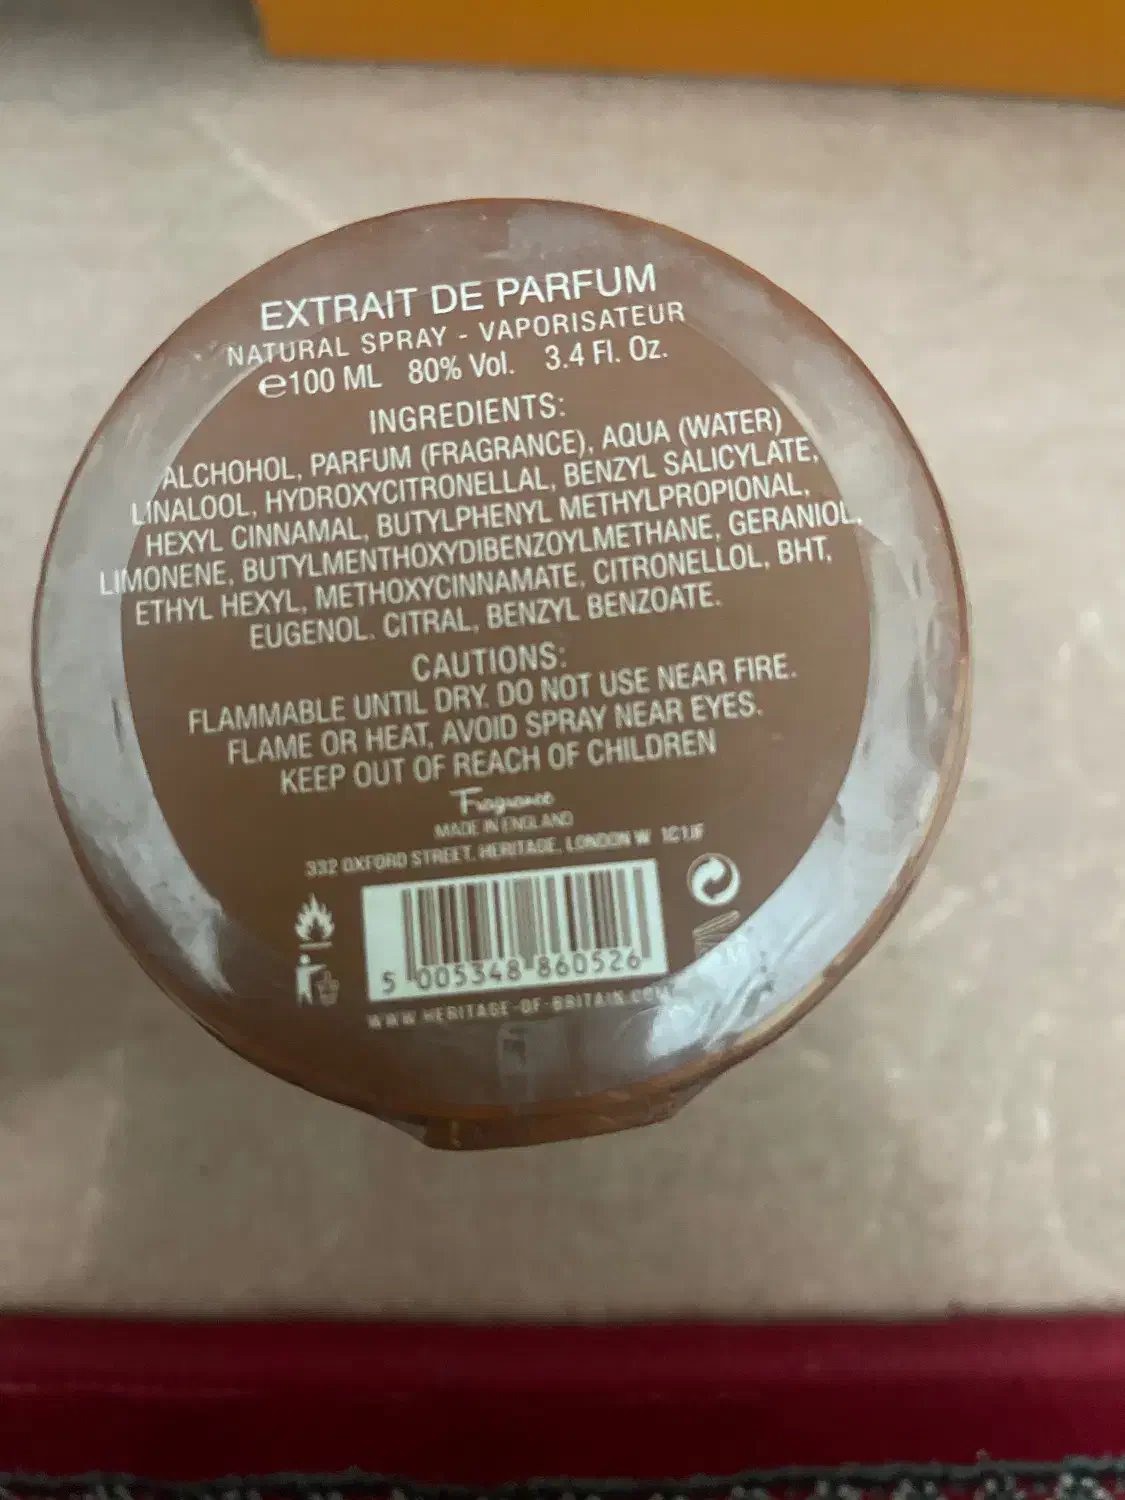 EXTRAIT DE PARFUM
NATURAL SPRAY - VAPORISATEUR
℮100 ML 80% Vol. 3.4 Fl. Oz.
INGREDIENTS:
ALCHOHOL, PARFUM (FRAGRANCE), AQUA (WATER)
LINALOOL, HYDROXYCITRONELLAL, BENZYL SALICYLATE,
HEXYL CINNAMAL, BUTYLPHENYL METHYLPROPIONAL,
LIMONENE, BUTYLMENTHOXYDIBENZOYLMETHANE, GERANIOL,
ETHYL HEXYL, METHOXYCINNAMATE, CITRONELLOL, BHT,
EUGENOL. CITRAL, BENZYL BENZOATE.
CAUTIONS:
FLAMMABLE UNTIL DRY. DO NOT USE NEAR FIRE.
FLAME OR HEAT, AVOID SPRAY NEAR EYES.
KEEP OUT OF REACH OF CHILDREN
Fragrance
MADE IN ENGLAND
332 OXFORD STREET, HERITAGE, LONDON W 1C1JF
5 005348 860526
WWW.HERITAGE-OF-BRITAIN.COM